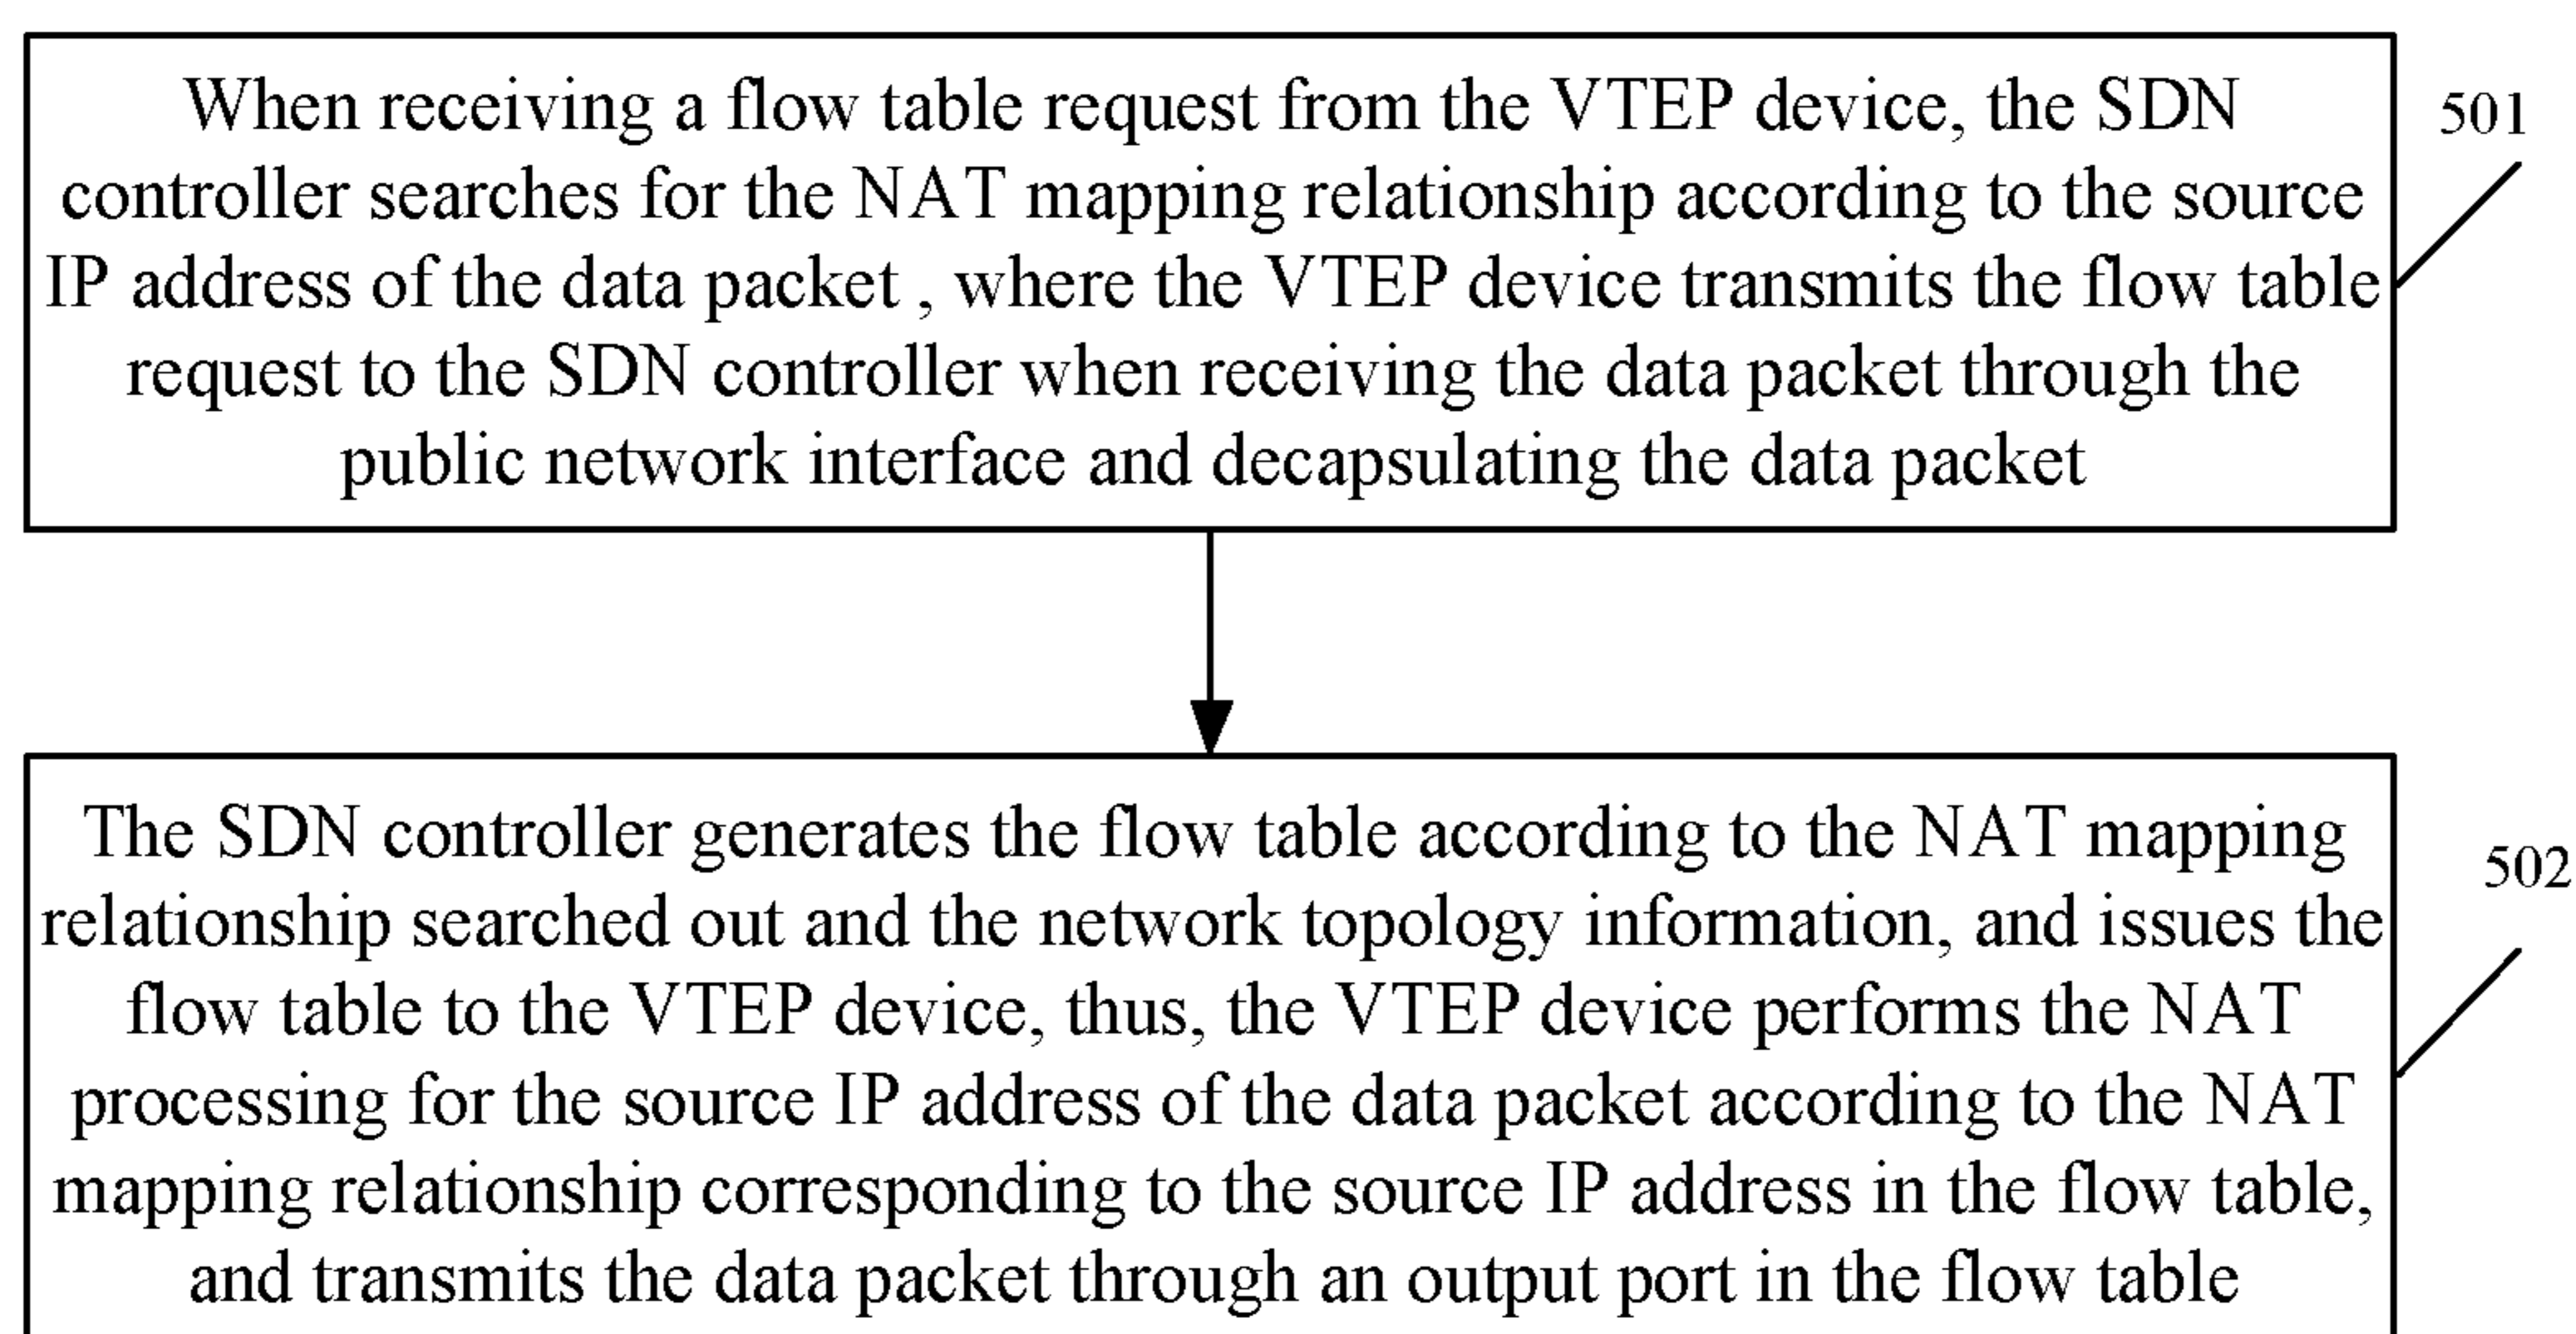 When receiving a flow table request from the VTEP device, the SDN
controller searches for the NAT mapping relationship according to the source
IP address of the data packet , where the VTEP device transmits the flow table
request to the SDN controller when receiving the data packet through the
public network interface and decapsulating the data packet
501
The SDN controller generates the flow table according to the NAT mapping
relationship searched out and the network topology information, and issues the
flow table to the VTEP device, thus, the VTEP device performs the NAT
processing for the source IP address of the data packet according to the NAT
mapping relationship corresponding to the source IP address in the flow table,
and transmits the data packet through an output port in the flow table
502